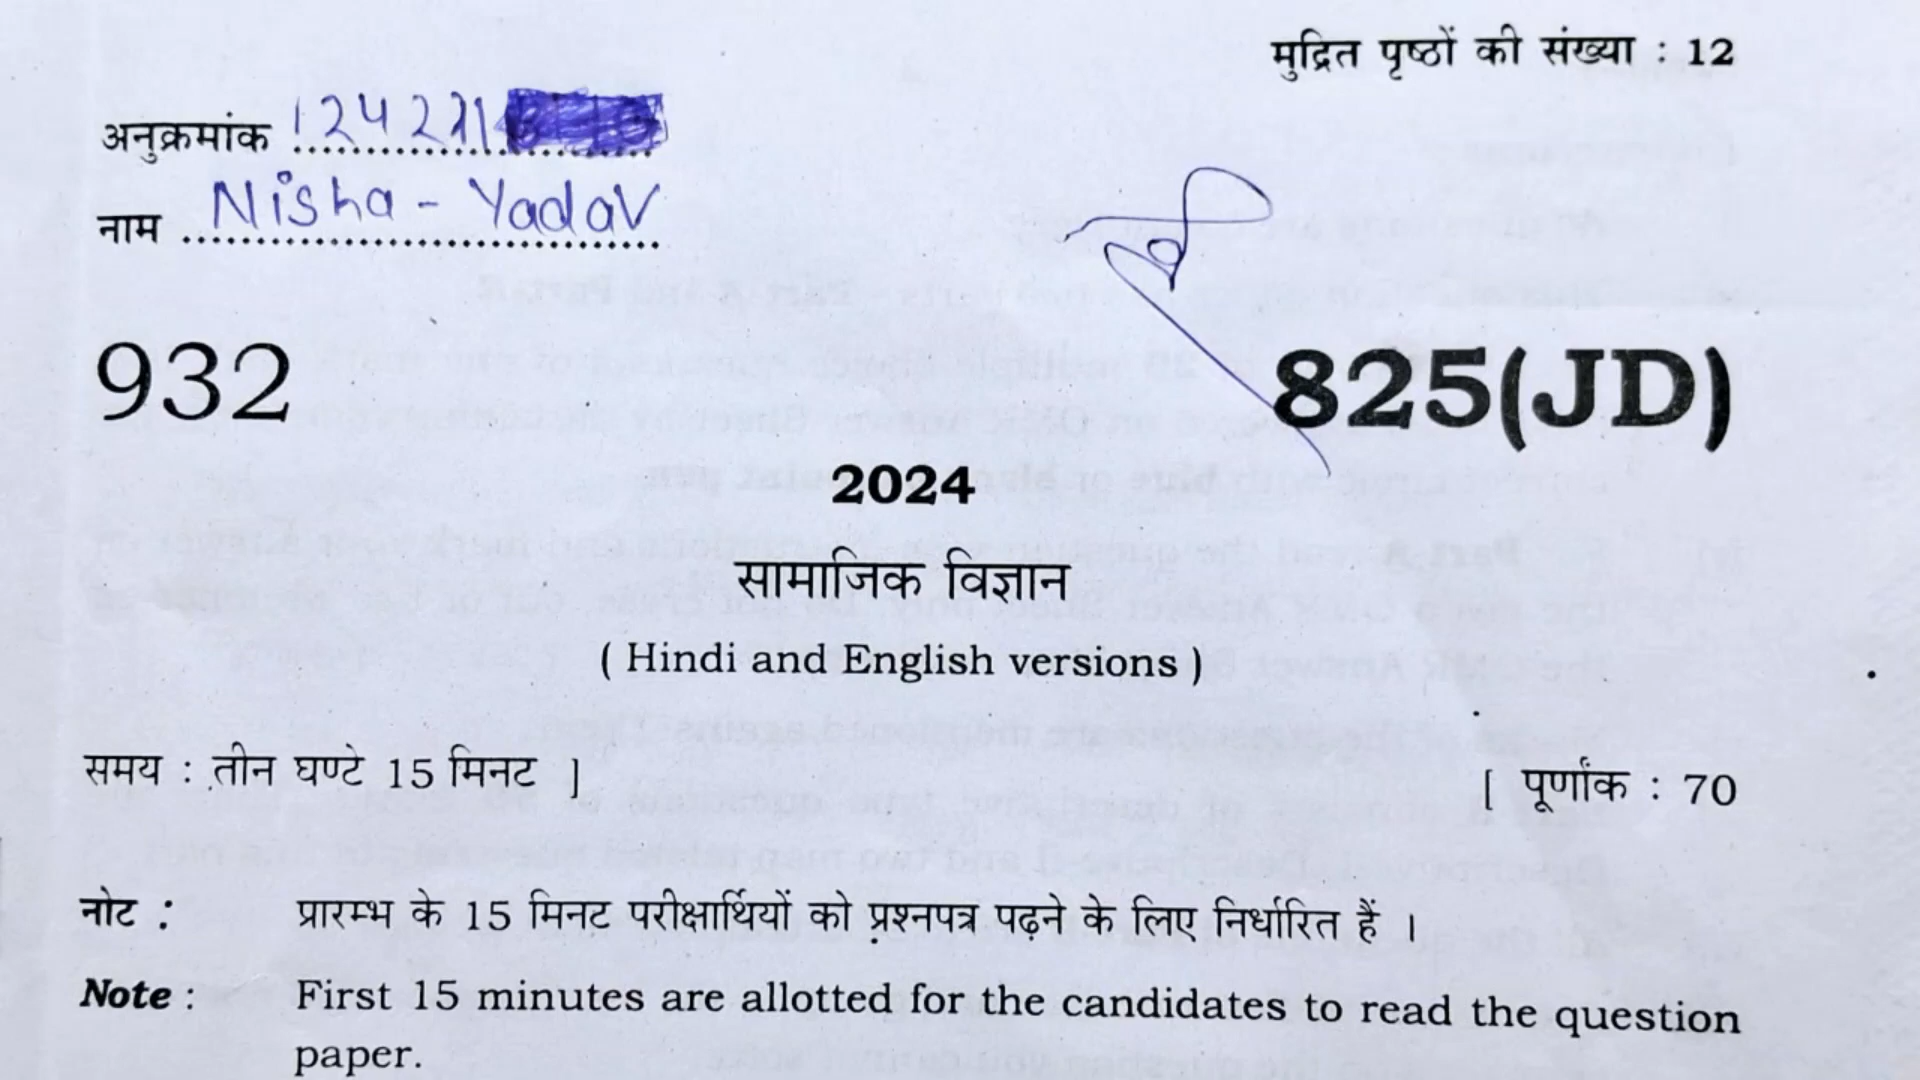 मुद्रित पृष्ठों की संख्या : 12
अनुक्रमांक 124221
नाम Nisha - Yadav
932
825(JD)
2024
सामाजिक विज्ञान
( Hindi and English versions )
समय : तीन घण्टे 15 मिनट ] [ पूर्णांक : 70
नोट : प्रारम्भ के 15 मिनट परीक्षार्थियों को प्रश्नपत्र पढ़ने के लिए निर्धारित हैं ।
Note : First 15 minutes are allotted for the candidates to read the question
paper.